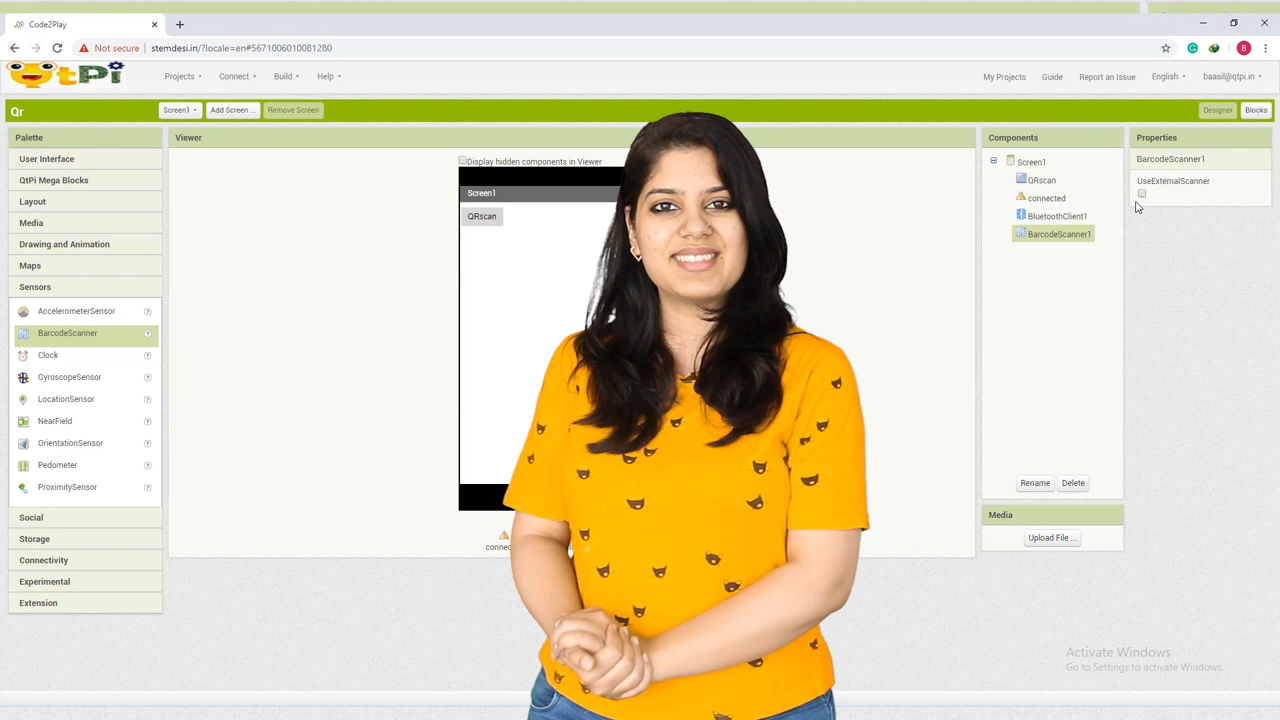 Code2Play
Not secure
stemdesi.in/?locale=en#5671006010081280
B
QtPi
Projects
Connect
Build
Help
My Projects
Guide
Report an Issue
English
baasil@qtpi.in
Qr
Screen1
Add Screen ...
Remove Screen
Designer
Blocks
Palette
User Interface
QtPi Mega Blocks
Layout
Media
Drawing and Animation
Maps
Sensors
AccelerometerSensor
BarcodeScanner
Clock
GyroscopeSensor
LocationSensor
NearField
OrientationSensor
Pedometer
ProximitySensor
Social
Storage
Connectivity
Experimental
Extension
Viewer
Display hidden components in Viewer
Screen1
QRscan
Components
Screen1
QRscan
connected
BluetoothClient1
BarcodeScanner1
Rename
Delete
Media
Upload File ...
Properties
BarcodeScanner1
UseExternalScanner
Activate Windows
Go to Settings to activate Windows.